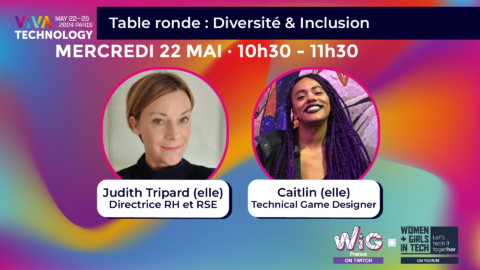 VIVA
TECHNOLOGY
MAY 22-25
2024 PARIS
Table ronde : Diversité & Inclusion
MERCREDI 22 MAI · 10h30 - 11h30
Judith Tripard (elle)
Directrice RH et RSE
Caitlin (elle)
Technical Game Designer
WiG
France
ON TWITCH
WOMEN
+ GIRLS
IN TECH
Let's
tech it
together
ON YOUTUBE